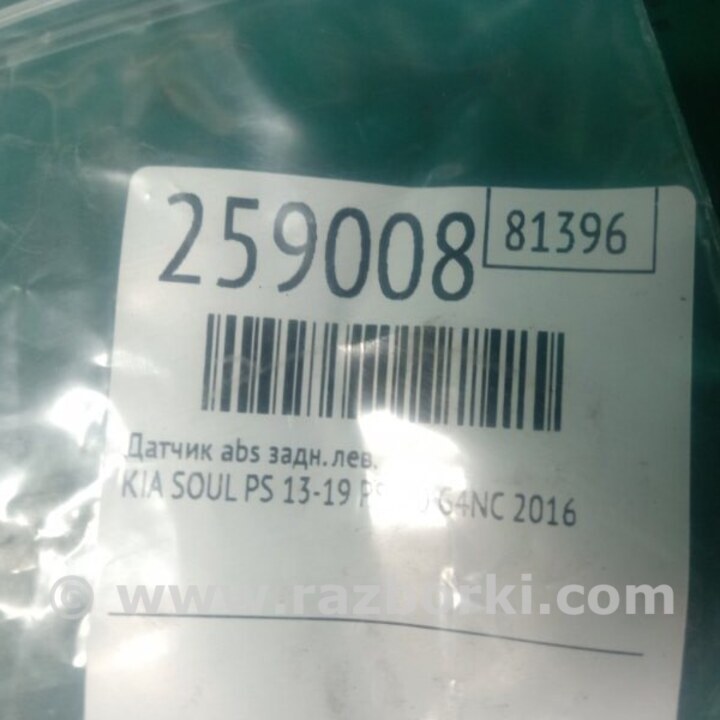 259008
81396
Датчик abs задн. лев.
KIA SOUL PS 13-19 G4NC 2016
© www.razborki.com